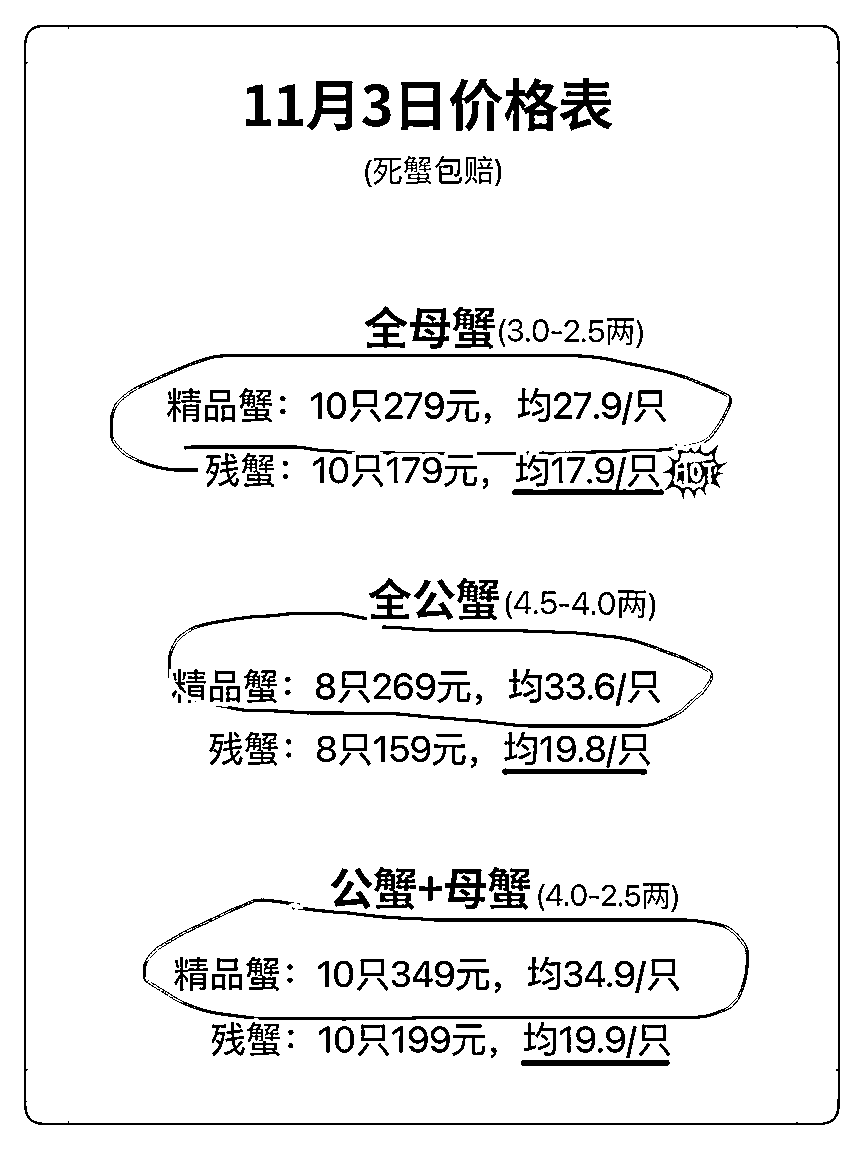 11月3日价格表
(死蟹包赔)
全母蟹(3.0-2.5两)
精品蟹：10只279元，均27.9/只
残蟹：10只179元，均17.9/只 HOT
全公蟹(4.5-4.0两)
精品蟹：8只269元，均33.6/只
残蟹：8只159元，均19.8/只
公蟹+母蟹(4.0-2.5两)
精品蟹：10只349元，均34.9/只
残蟹：10只199元，均19.9/只